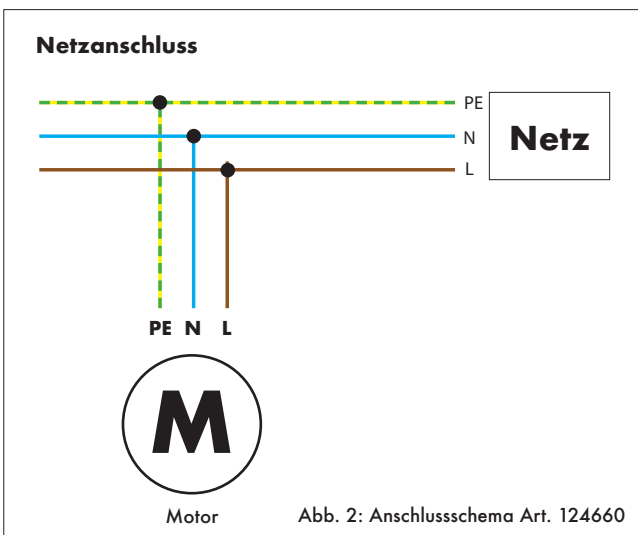 Netzanschluss
PE
N
L
Netz
PE N L
M
Motor
Abb. 2: Anschlussschema Art. 124660